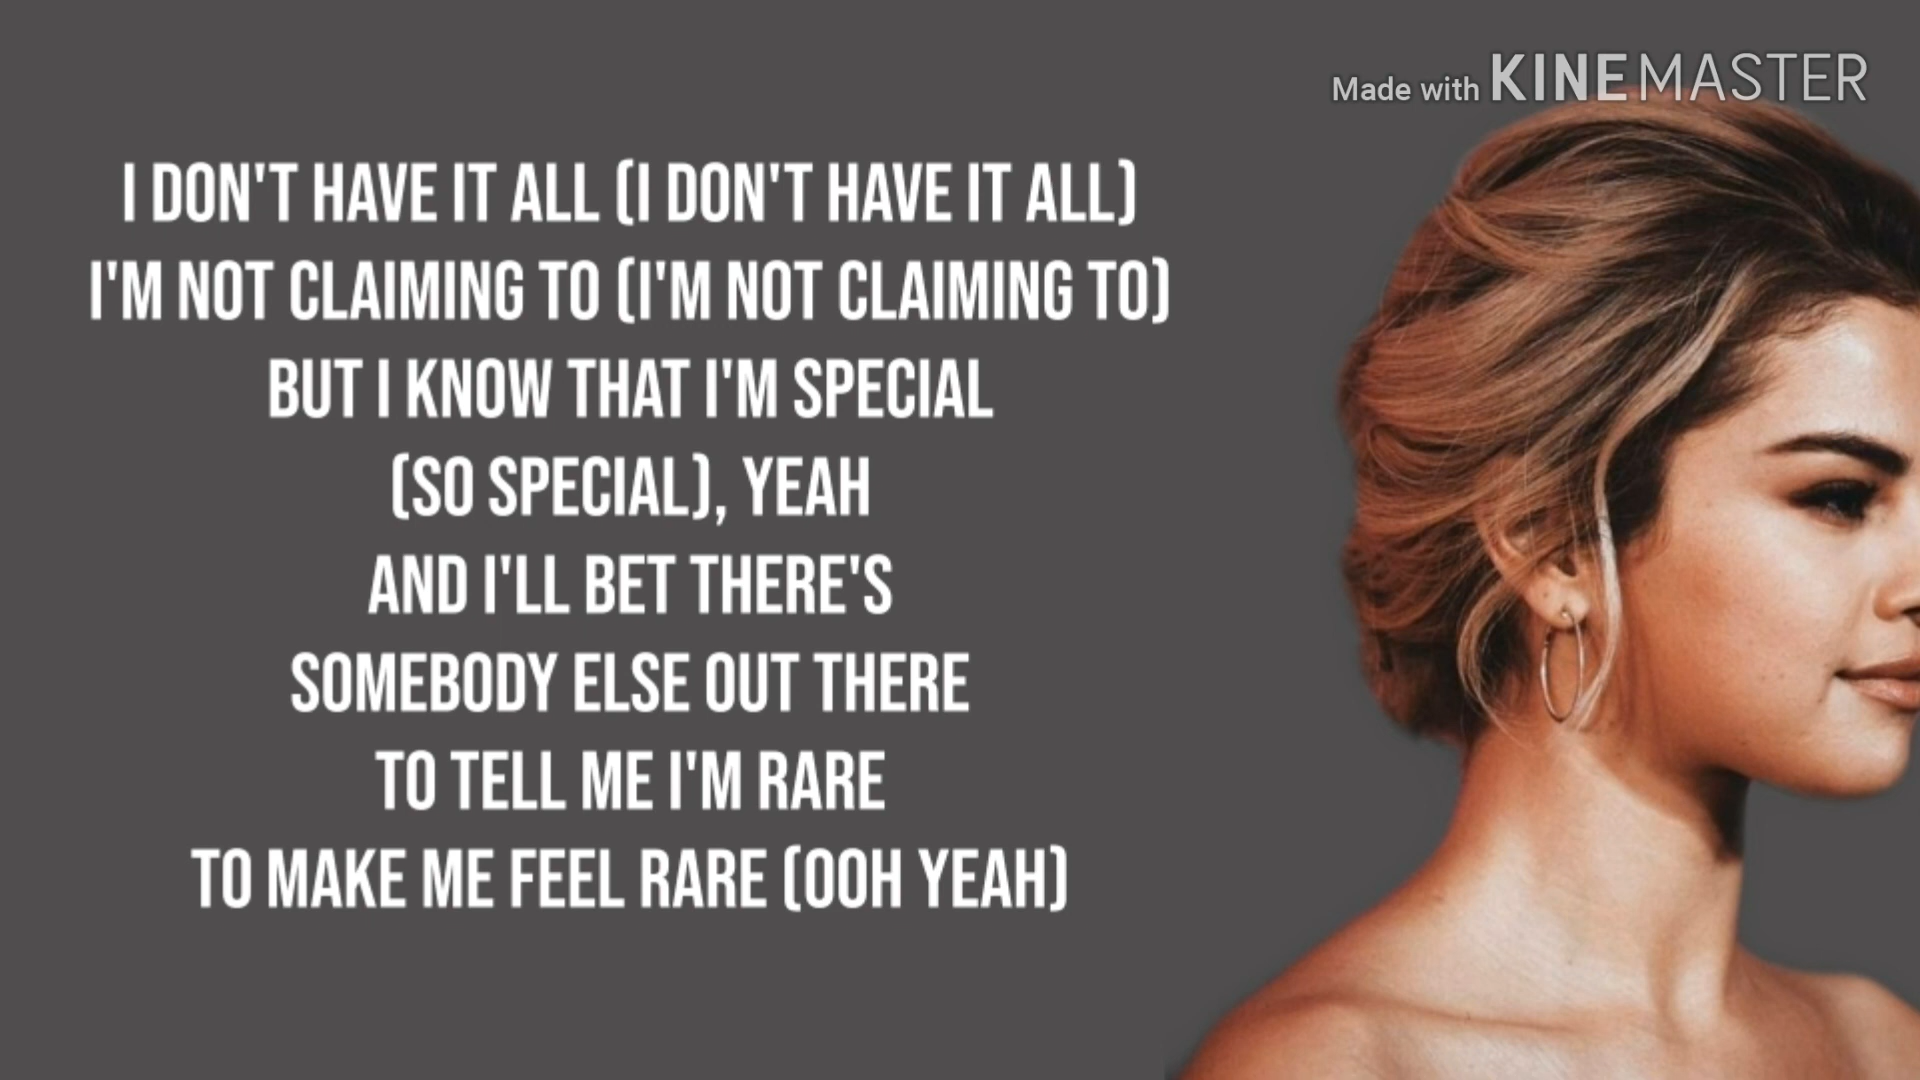 Made with KINEMASTER
I DON'T HAVE IT ALL (I DON'T HAVE IT ALL)
I'M NOT CLAIMING TO (I'M NOT CLAIMING TO)
BUT I KNOW THAT I'M SPECIAL
(SO SPECIAL), YEAH
AND I'LL BET THERE'S
SOMEBODY ELSE OUT THERE
TO TELL ME I'M RARE
TO MAKE ME FEEL RARE (OOH YEAH)